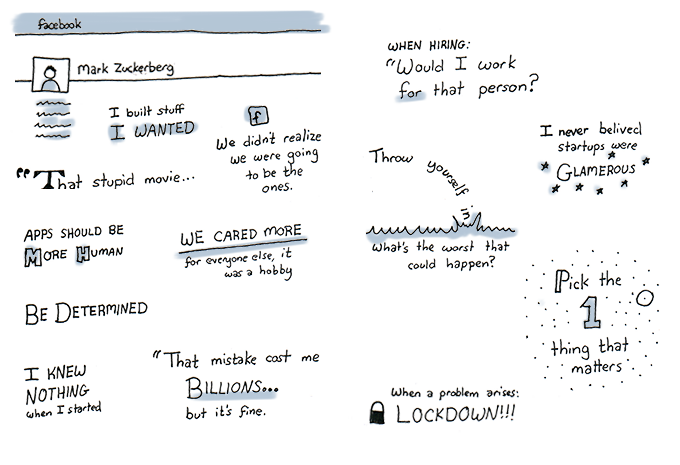 facebook
Mark Zuckerberg
I built stuff
I WANTED
f
We didn't realize
we were going
to be the
ones.
"That stupid movie...
APPS SHOULD BE
MORE HUMAN
WE CARED MORE
for everyone else, it
was a hobby
BE DETERMINED
I KNEW
NOTHING
when I started
"That mistake cost me
BILLIONS...
but it's fine.
WHEN HIRING:
"Would I work
for that person?
I never belived
startups were
GLAMEROUS
Throw yourself in
What's the worst that
could happen?
Pick the
1
thing that
matters
When a problem arises:
LOCKDOWN!!!